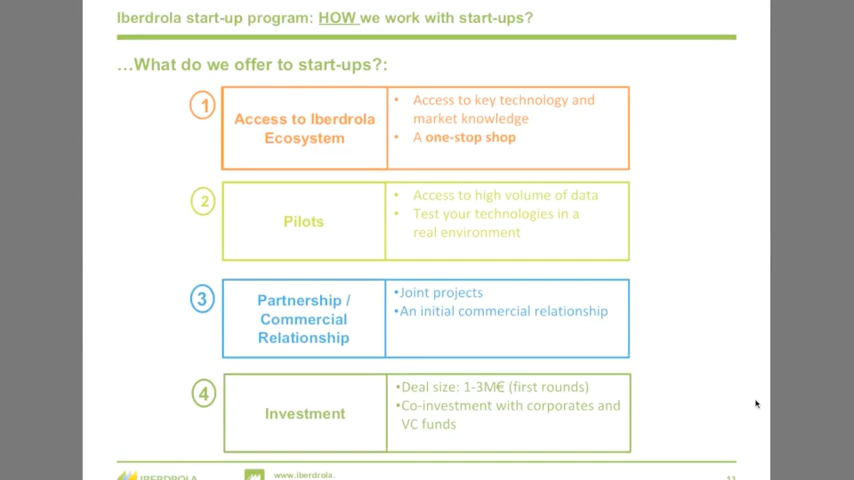 Iberdrola start-up program: HOW we work with start-ups?
…What do we offer to start-ups?:
1
Access to Iberdrola
Ecosystem
• Access to key technology and
market knowledge
• A one-stop shop
2
Pilots
• Access to high volume of data
• Test your technologies in a
real environment
3
Partnership /
Commercial
Relationship
•Joint projects
•An initial commercial relationship
4
Investment
•Deal size: 1-3M€ (first rounds)
•Co-investment with corporates and
VC funds
IBERDROLA
www.iberdrola.